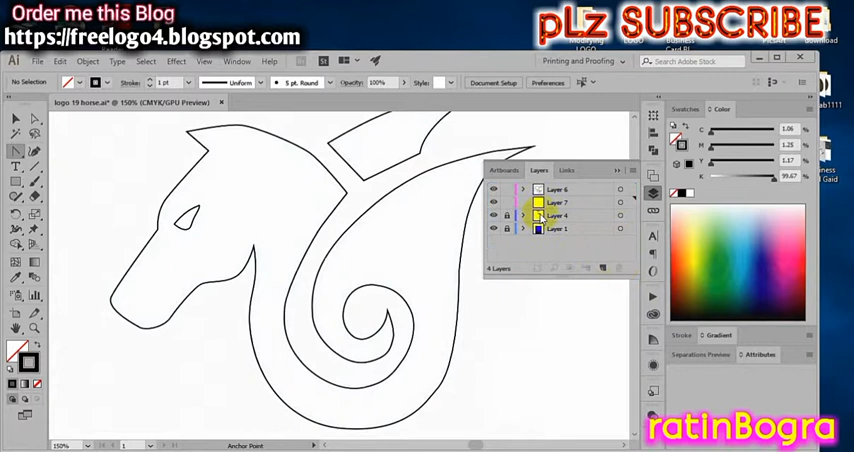 Order me this Blog
https://freelogo4.blogspot.com
pLz SUBSCRIBE
Ai File Edit Object Type Select Effect View Window Help Br St Printing and Proofing Search Adobe Stock
No Selection Stroke: 1 pt Uniform 5 pt. Round Opacity: 100% Style: Document Setup Preferences
logo 19 horse.ai* @ 150% (CMYK/GPU Preview) ×
Artboards Layers Links
Layer 6
Layer 7
Layer 4
Layer 1
4 Layers
Swatches Color
C 1.06
M 1.25
Y 1.17
K 99.67
Stroke Gradient
Separations Preview Attributes
150% 1 Anchor Point
ratinBogra